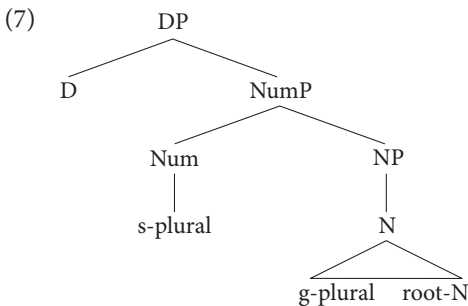 (7) DP
D NumP
Num NP
s-plural N
g-plural root-N